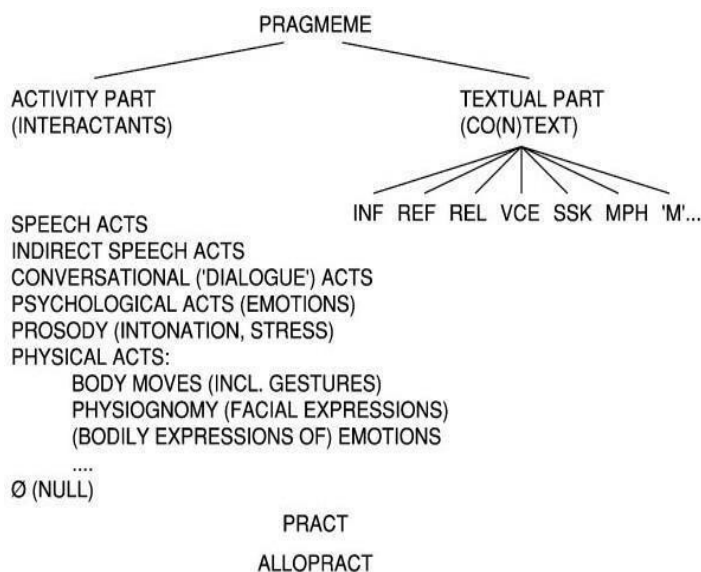 PRAGMEME
ACTIVITY PART
(INTERACTANTS)
TEXTUAL PART
(CO(N)TEXT)
INF REF REL VCE SSK MPH 'M'...
SPEECH ACTS
INDIRECT SPEECH ACTS
CONVERSATIONAL ('DIALOGUE') ACTS
PSYCHOLOGICAL ACTS (EMOTIONS)
PROSODY (INTONATION, STRESS)
PHYSICAL ACTS:
BODY MOVES (INCL. GESTURES)
PHYSIOGNOMY (FACIAL EXPRESSIONS)
(BODILY EXPRESSIONS OF) EMOTIONS
....
Ø (NULL)
PRACT
ALLOPRACT